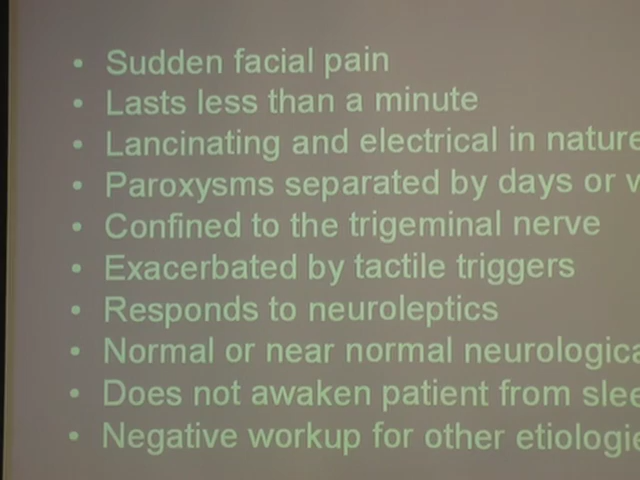 • Sudden facial pain
• Lasts less than a minute
• Lancinating and electrical in nature
• Paroxysms separated by days or
• Confined to the trigeminal nerve
• Exacerbated by tactile triggers
• Responds to neuroleptics
• Normal or near normal
• Does not awaken patient from
• Negative workup for other